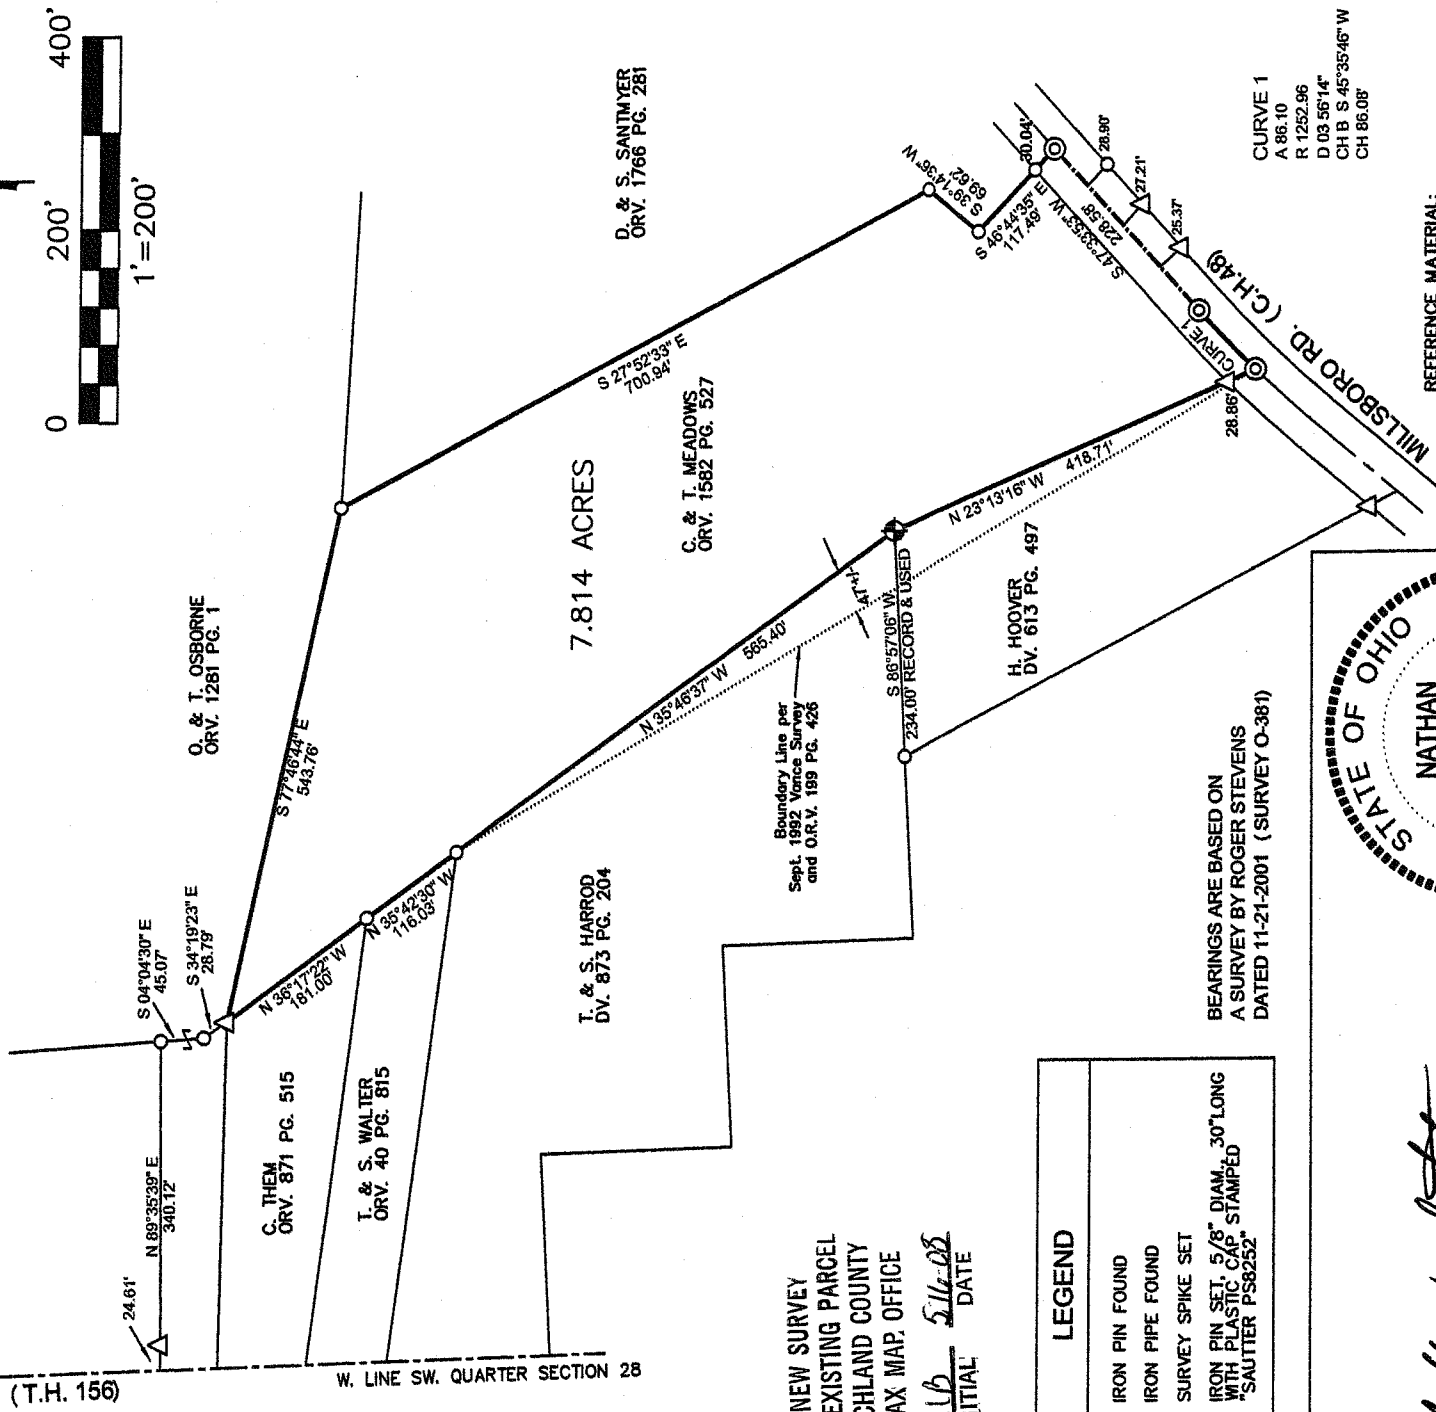 0 200' 400'
1"=200'
O. & T. OSBORNE
ORV. 1281 PG. 1
D. & S. SANTMYER
ORV. 1766 PG. 281
S 04°04'30" E
45.07'
S 34°19'23" E
28.79'
S 77°46'44" E
543.76'
S 27°52'33" E
700.94'
S 39°14'36" W
69.62'
S 46°44'35" E
117.49'
30.04'
S 47°33'53" W
228.58'
28.90'
27.21'
25.37'
CURVE 1
MILLSBORO RD. (C.H.48)
CURVE 1
A 86.10
R 1252.96
D 03 56'14"
CH B S 45°35'46" W
CH 86.08'
7.814 ACRES
C. & T. MEADOWS
ORV. 1582 PG. 527
N 23°13'16" W 418.71'
28.86'
N 35°46'37" W 565.40'
47'+/-
S 86°57'06" W
234.00' RECORD & USED
H. HOOVER
DV. 613 PG. 497
Boundary Line per
Sept. 1992 Vance Survey
and O.R.V. 199 PG. 426
N 35°42'30" W
116.03'
N 36°17'22" W
181.00'
T. & S. HARROD
DV. 873 PG. 204
N 89°35'39" E
340.12'
24.61'
C. THEM
ORV. 871 PG. 515
T. & S. WALTER
ORV. 40 PG. 815
(T.H. 156)
W. LINE SW. QUARTER SECTION 28
BEARINGS ARE BASED ON
A SURVEY BY ROGER STEVENS
DATED 11-21-2001 (SURVEY O-381)
REFERENCE MATERIAL:
NEW SURVEY
EXISTING PARCEL
CHLAND COUNTY
AX MAP OFFICE
ITIAL DATE
LEGEND
IRON PIN FOUND
IRON PIPE FOUND
SURVEY SPIKE SET
IRON PIN SET, 5/8" DIAM., 30"LONG
WITH PLASTIC CAP STAMPED
"SAUTTER PS8252"
STATE OF OHIO
NATHAN